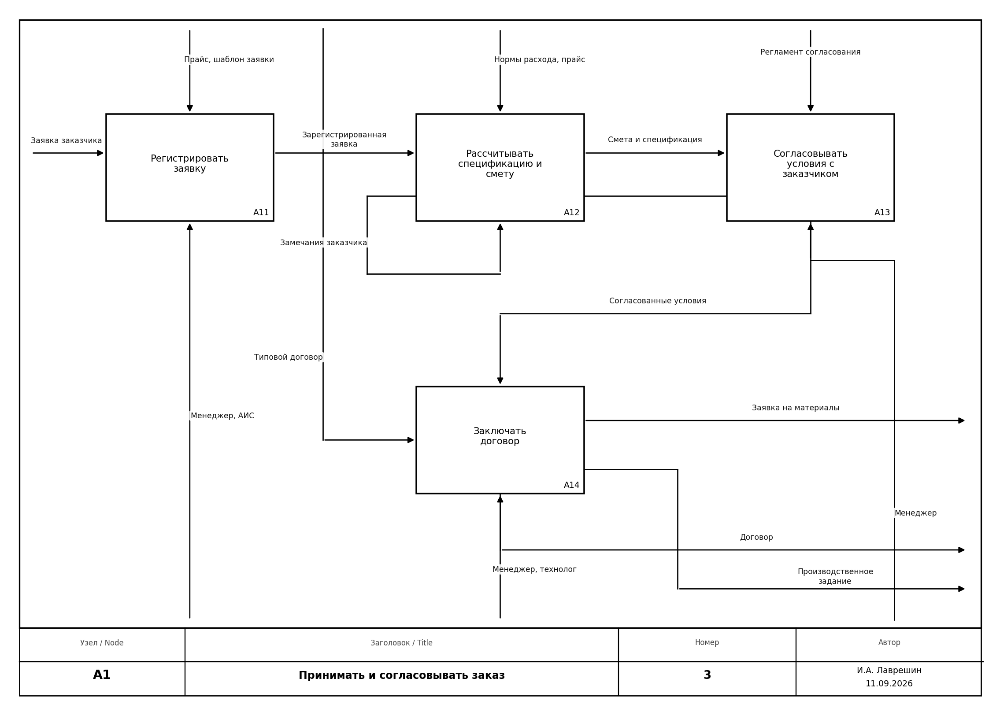 Прайс, шаблон заявки
Нормы расхода, прайс
Регламент согласования
Заявка заказчика
Зарегистрированная
заявка
Смета и спецификация
Регистрировать
заявку
A11
Рассчитывать
спецификацию и
смету
A12
Согласовывать
условия с
заказчиком
A13
Замечания заказчика
Согласованные условия
Типовой договор
Менеджер, АИС
Заявка на материалы
Заключать
договор
A14
Менеджер
Договор
Менеджер, технолог
Производственное
задание
Узел / Node
Заголовок / Title
Номер
Автор
A1
Принимать и согласовывать заказ
3
И.А. Лаврешин
11.09.2026